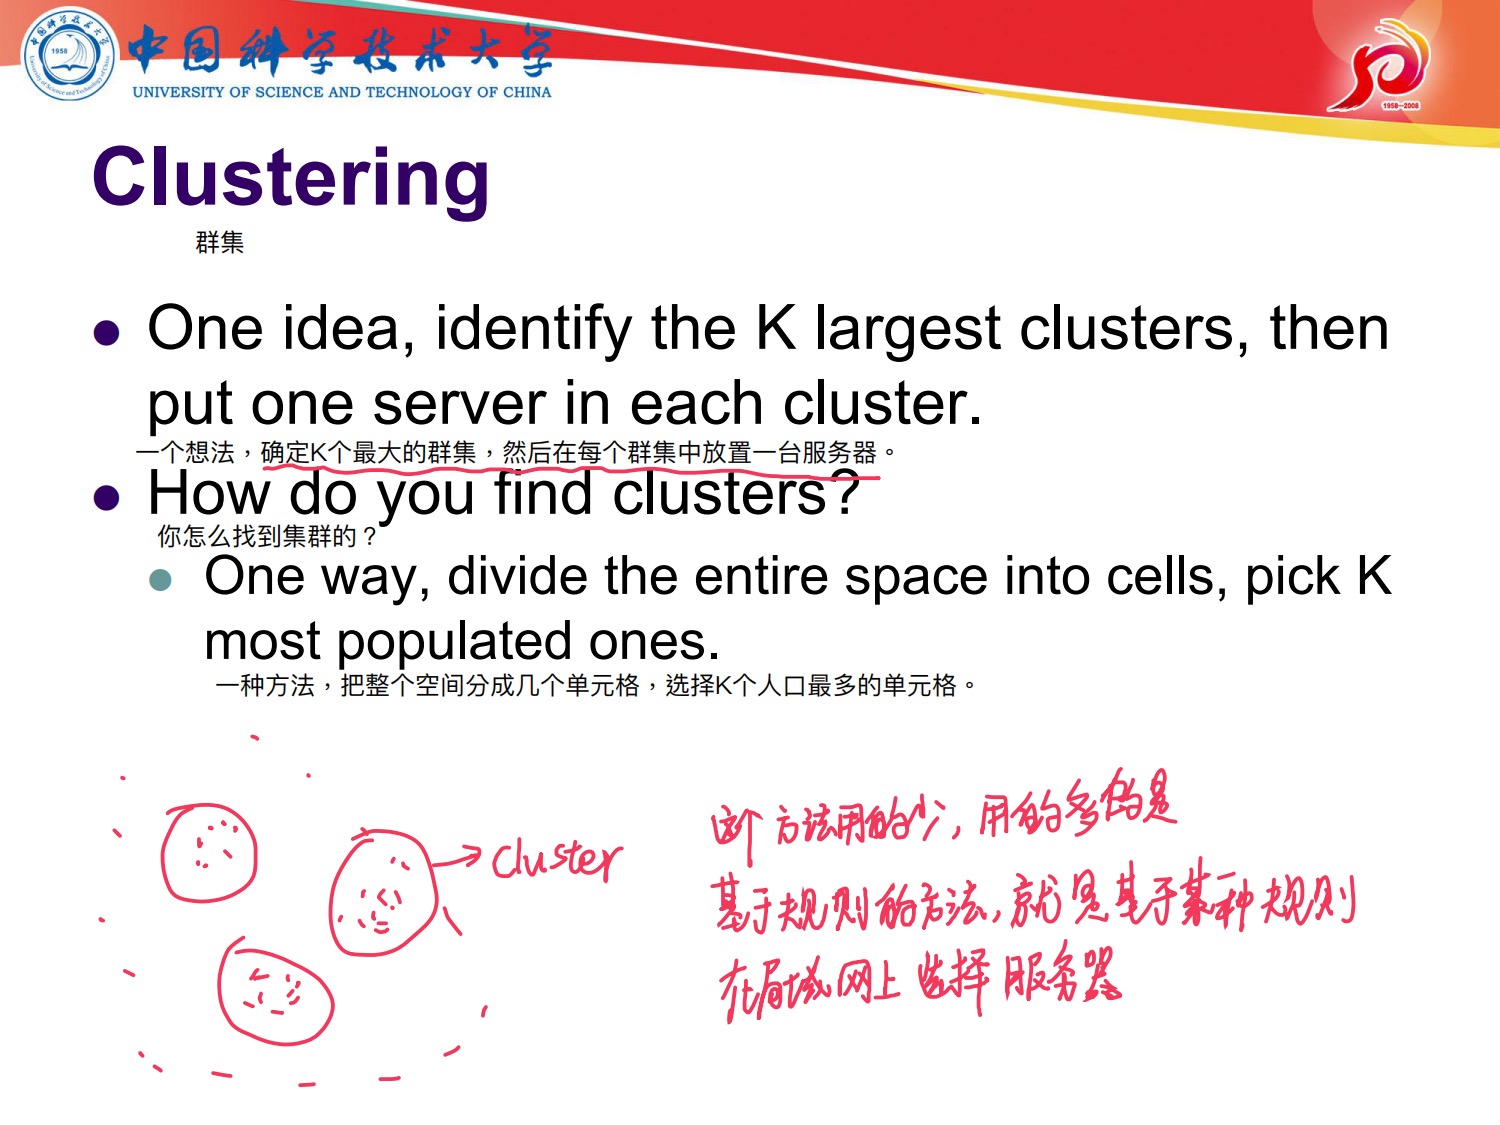 中国科学技术大学
1958
UNIVERSITY OF SCIENCE AND TECHNOLOGY OF CHINA
1958-2008
Clustering
群集
One idea, identify the K largest clusters, then
put one server in each cluster.
一个想法，确定K个最大的群集，然后在每个群集中放置一台服务器。
How do you find clusters?
你怎么找到集群的？
One way, divide the entire space into cells, pick K
most populated ones.
一种方法，把整个空间分成几个单元格，选择K个人口最多的单元格。
cluster
这个方法用的少，用的多的是
基于规则的方法，就是基于某种规则
在局域网上选择服务器